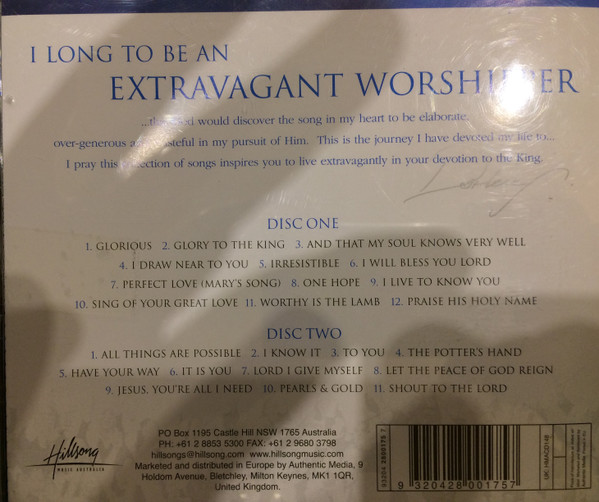 I LONG TO BE AN
EXTRAVAGANT WORSHIPPER
...the would discover the song in my heart to be elaborate.
over-generous in my pursuit of Him. This is the journey I have devoted my life to...
I pray this collection of songs inspires you to live extravagantly in your devotion to the King.
DISC ONE
1. GLORIOUS 2. GLORY TO THE KING 3. AND THAT MY SOUL KNOWS VERY WELL
4. I DRAW NEAR TO YOU 5. IRRESISTIBLE 6. I WILL BLESS YOU LORD
7. PERFECT LOVE (MARY'S SONG) 8. ONE HOPE 9. I LIVE TO KNOW YOU
10. SING OF YOUR GREAT LOVE 11. WORTHY IS THE LAMB 12. PRAISE HIS HOLY NAME
DISC TWO
1. ALL THINGS ARE POSSIBLE 2. I KNOW IT 3. TO YOU 4. THE POTTER'S HAND
5. HAVE YOUR WAY 6. IT IS YOU 7. LORD I GIVE MYSELF 8. LET THE PEACE OF GOD REIGN
9. JESUS, YOU'RE ALL I NEED 10. PEARLS & GOLD 11. SHOUT TO THE LORD
Hillsong
MUSIC AUSTRALIA
PO Box 1195 Castle Hill NSW 1765 Australia
PH: +61 2 8853 5300 FAX: +61 2 9680 3798
hillsongs@hillsong.com www.hillsongmusic.com
Marketed and distributed in Europe by Authentic Media, 9
Holdom Avenue, Bletchley, Milton Keynes, MK1 1QR,
United Kingdom.
9 320428 001757